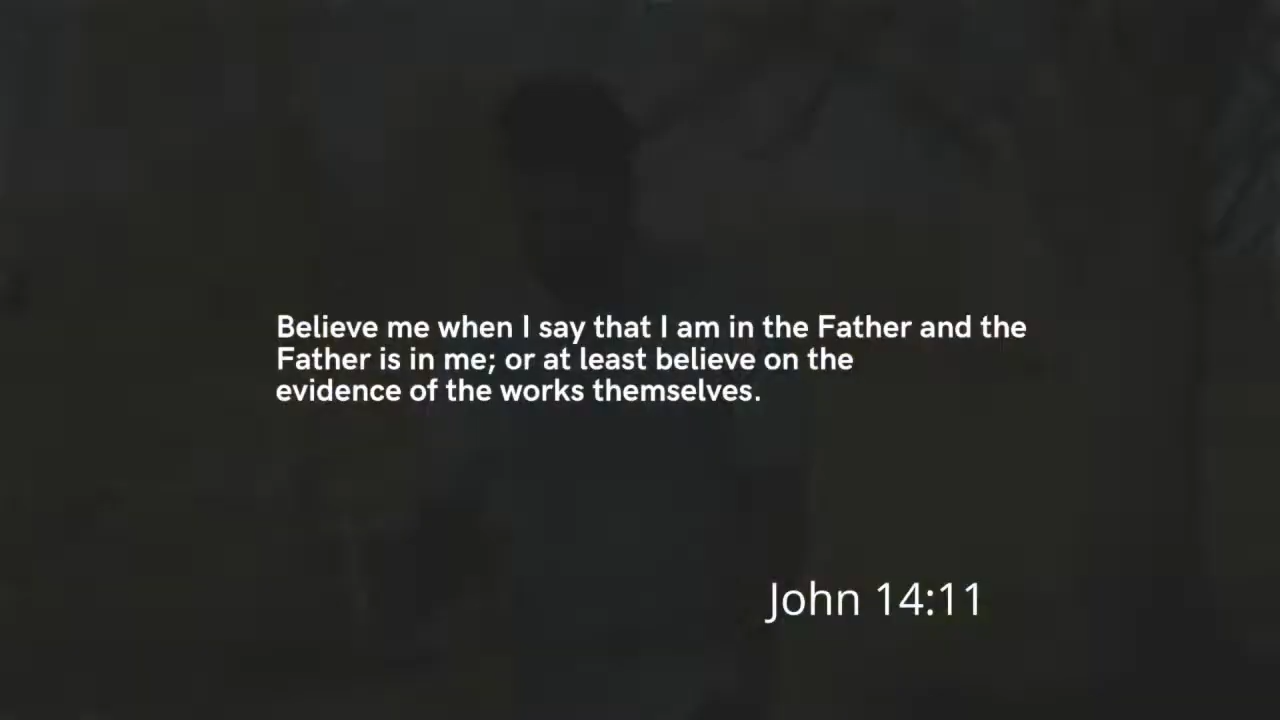 Believe me when I say that I am in the Father and the
Father is in me; or at least believe on the
evidence of the works themselves.
John 14:11